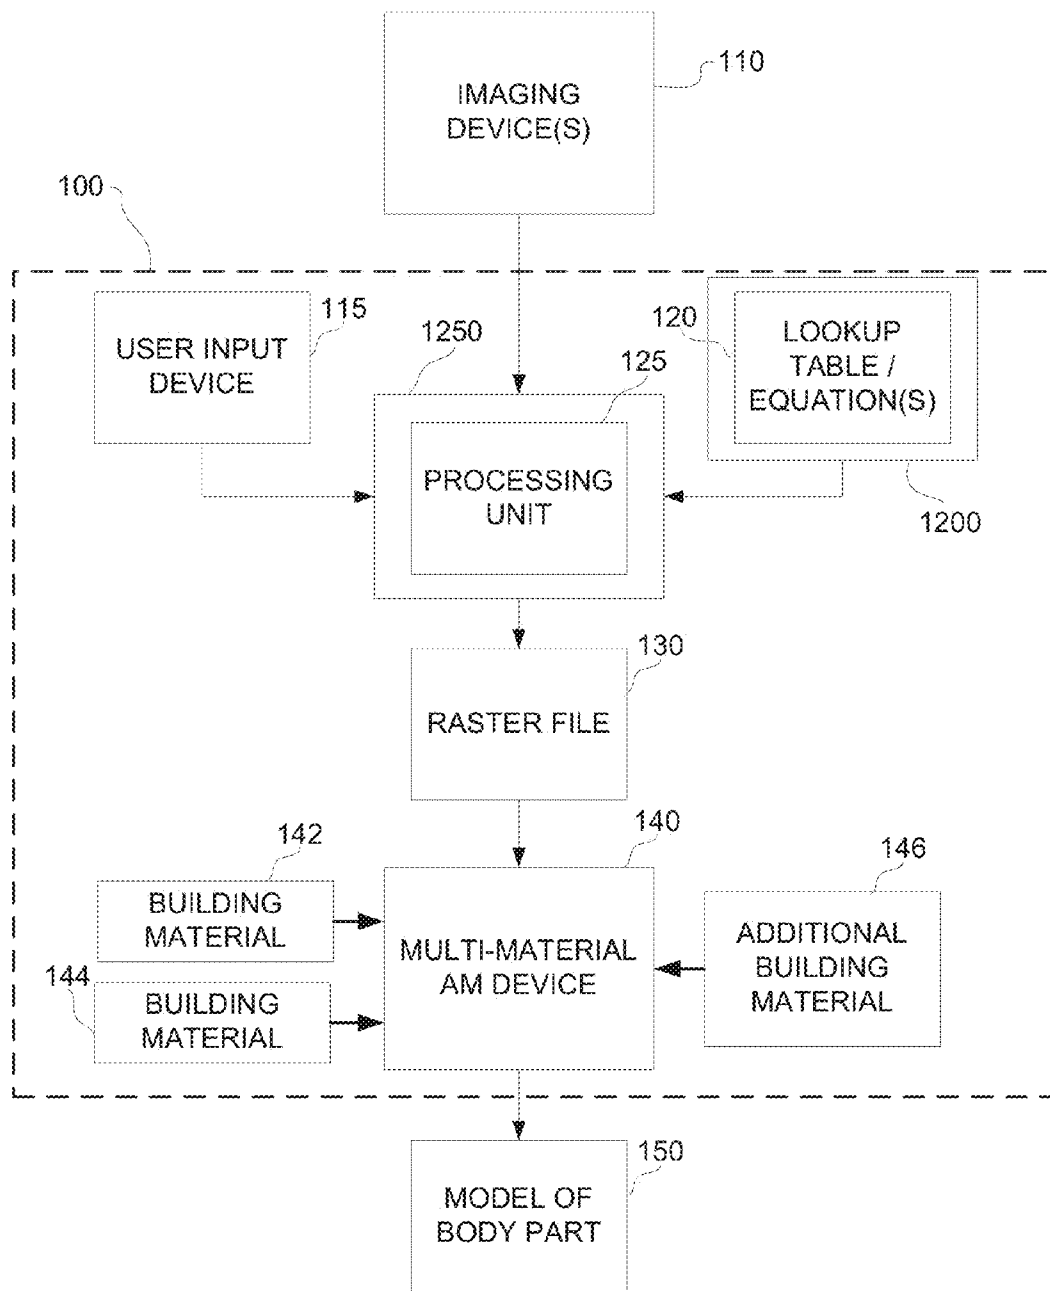 IMAGING
DEVICE(S)
110
100
USER INPUT
DEVICE
115
1250
125
PROCESSING
UNIT
120
LOOKUP
TABLE /
EQUATION(S)
1200
130
RASTER FILE
142
BUILDING
MATERIAL
144
BUILDING
MATERIAL
140
MULTI-MATERIAL
AM DEVICE
146
ADDITIONAL
BUILDING
MATERIAL
150
MODEL OF
BODY PART